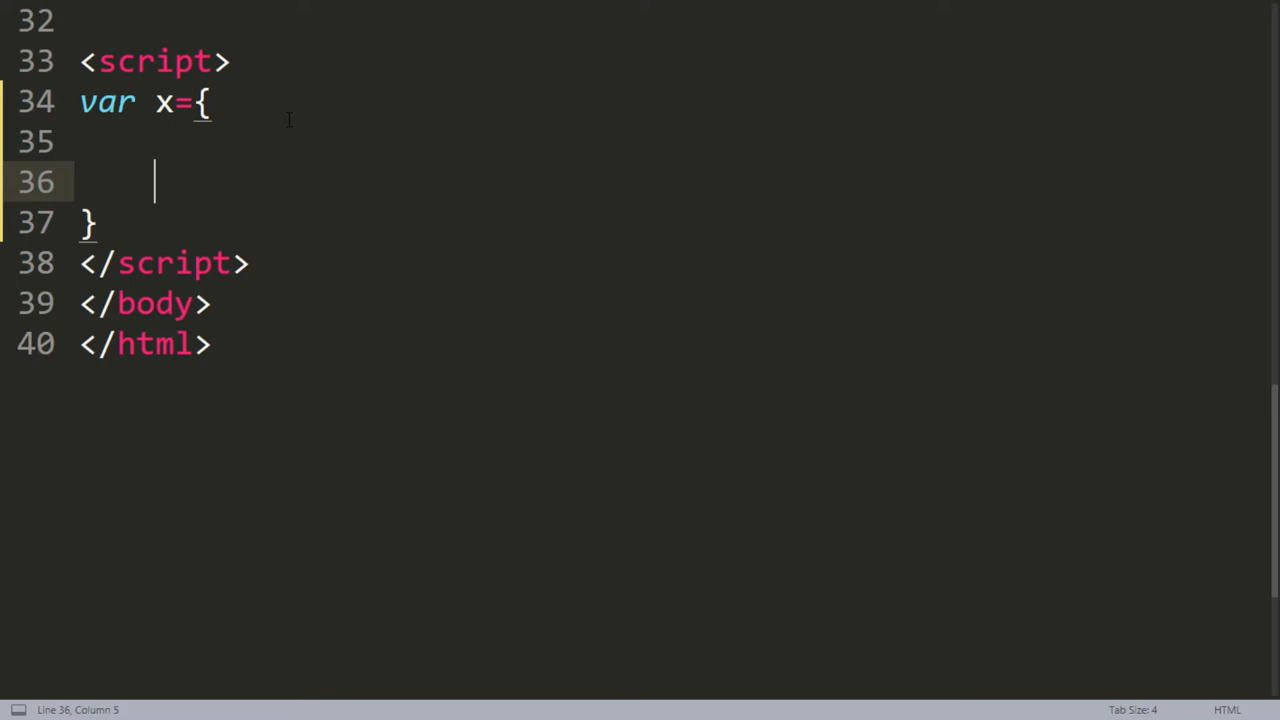 32
33 <script>
34 var x={
35
36
37 }
38 </script>
39 </body>
40 </html>
Line 36, Column 5 Tab Size: 4 HTML